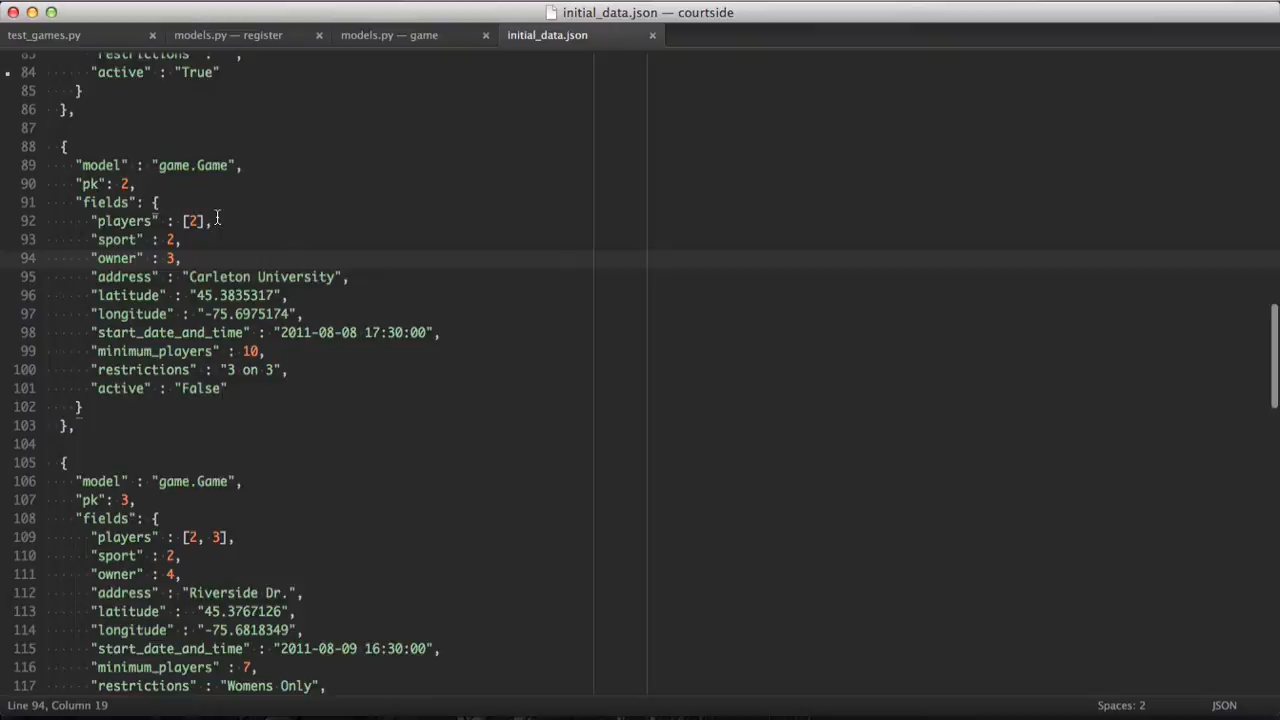 initial_data.json — courtside
test_games.py × models.py — register × models.py — game × initial_data.json ×
83 "restrictions" : "",
84 "active" : "True"
85 }
86 },
87
88 {
89 "model" : "game.Game",
90 "pk": 2,
91 "fields": {
92 "players" : [2],
93 "sport" : 2,
94 "owner" : 3,
95 "address" : "Carleton University",
96 "latitude" : "45.3835317",
97 "longitude" : "-75.6975174",
98 "start_date_and_time" : "2011-08-08 17:30:00",
99 "minimum_players" : 10,
100 "restrictions" : "3 on 3",
101 "active" : "False"
102 }
103 },
104
105 {
106 "model" : "game.Game",
107 "pk": 3,
108 "fields": {
109 "players" : [2, 3],
110 "sport" : 2,
111 "owner" : 4,
112 "address" : "Riverside Dr.",
113 "latitude" : "45.3767126",
114 "longitude" : "-75.6818349",
115 "start_date_and_time" : "2011-08-09 16:30:00",
116 "minimum_players" : 7,
117 "restrictions" : "Womens Only",
Line 94, Column 19 Spaces: 2 JSON